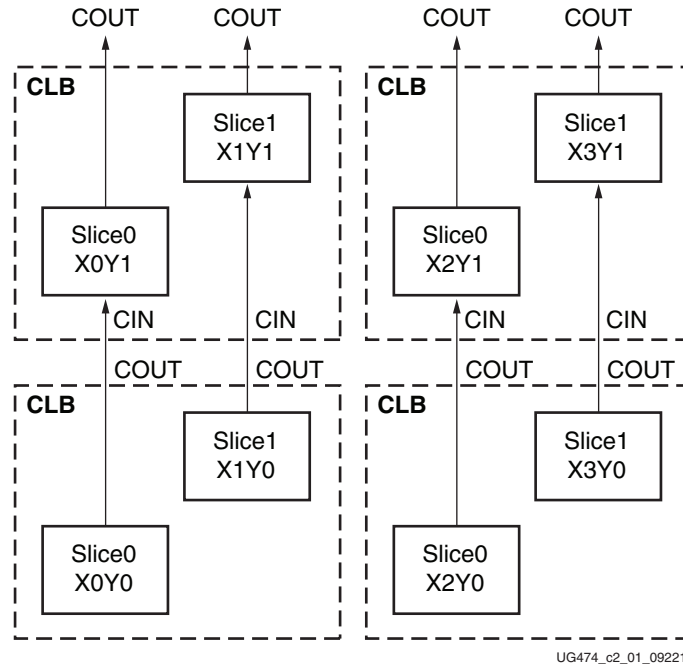 COUT COUT COUT COUT
CLB CLB
Slice1 Slice1
X1Y1 X3Y1
Slice0 Slice0
X0Y1 X2Y1
CIN CIN CIN CIN
COUT COUT COUT COUT
CLB CLB
Slice1 Slice1
X1Y0 X3Y0
Slice0 Slice0
X0Y0 X2Y0
UG474_c2_01_09221